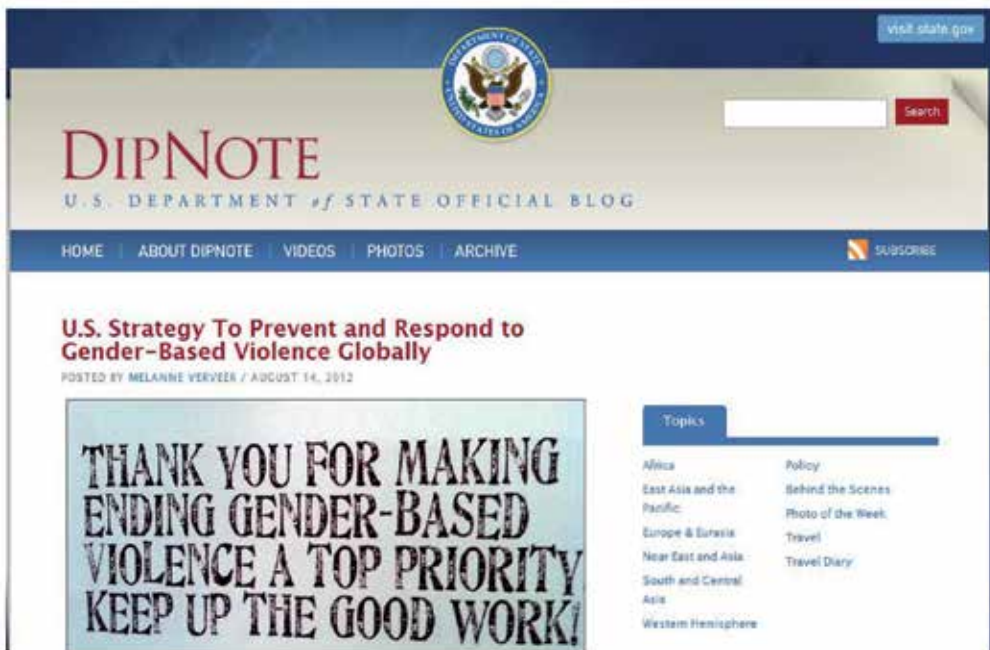 visit state.gov
DEPARTMENT OF STATE
UNITED STATES OF AMERICA
Search
DIPNOTE
U.S. DEPARTMENT of STATE OFFICIAL BLOG
HOME
ABOUT DIPNOTE
VIDEOS
PHOTOS
ARCHIVE
SUBSCRIBE
U.S. Strategy To Prevent and Respond to
Gender-Based Violence Globally
POSTED BY MELANNE VERVEER / AUGUST 14, 2012
THANK YOU FOR MAKING
ENDING GENDER-BASED
VIOLENCE A TOP PRIORITY
KEEP UP THE GOOD WORK!
Topics
Africa
East Asia and the
Pacific
Europe & Eurasia
Near East and Asia
South and Central
Asia
Western Hemisphere
Policy
Behind the Scenes
Photo of the Week
Travel
Travel Diary